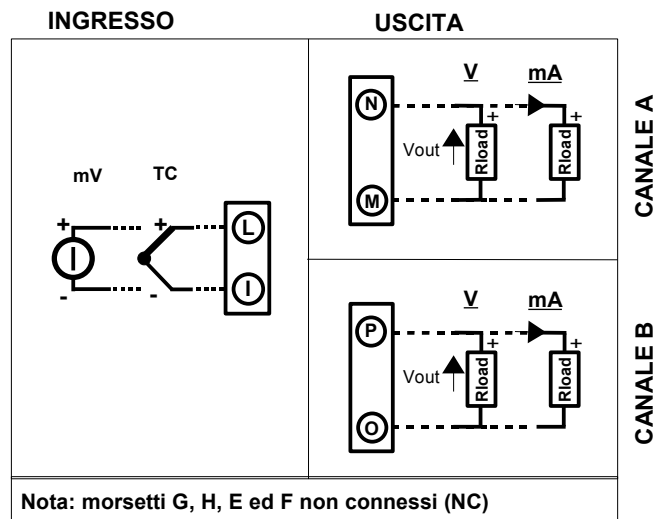 INGRESSO
USCITA
mV
TC
+
+
-
-
L
I
V
mA
N
+
+
Vout
Rload
Rload
M
CANALE A
V
mA
P
+
+
Vout
Rload
Rload
O
CANALE B
Nota: morsetti G, H, E ed F non connessi (NC)